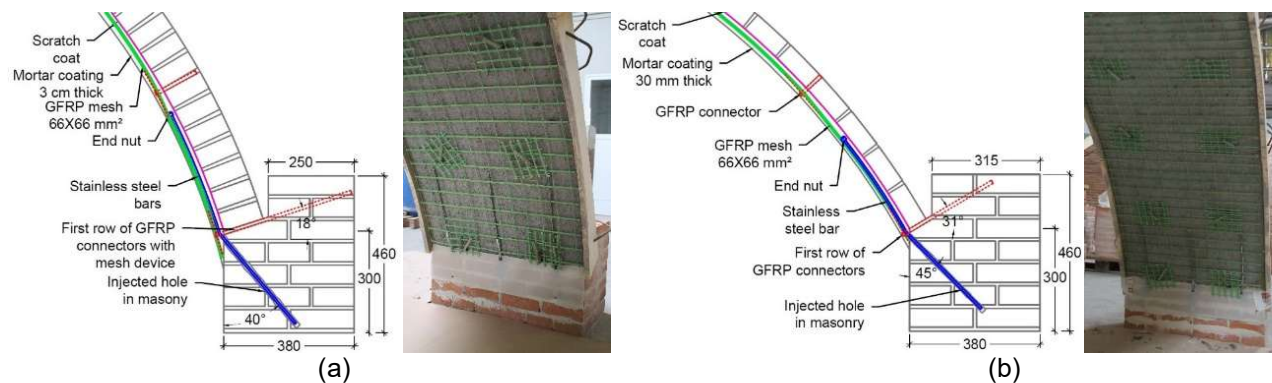 Scratch
coat
Mortar coating
3 cm thick
GFRP mesh
66X66 mm²
End nut
250
Stainless steel
bars
18°
First row of GFRP
connectors with
mesh device
460
300
Injected hole
in masony
40°
380
(a)
Scratch
coat
Mortar coating
30 mm thick
GFRP connector
GFRP mesh
66X66 mm²
315
End nut
Stainless
steel bar
31°
First row of
GFRP connectors
45°
460
300
Injected hole
in masonry
380
(b)